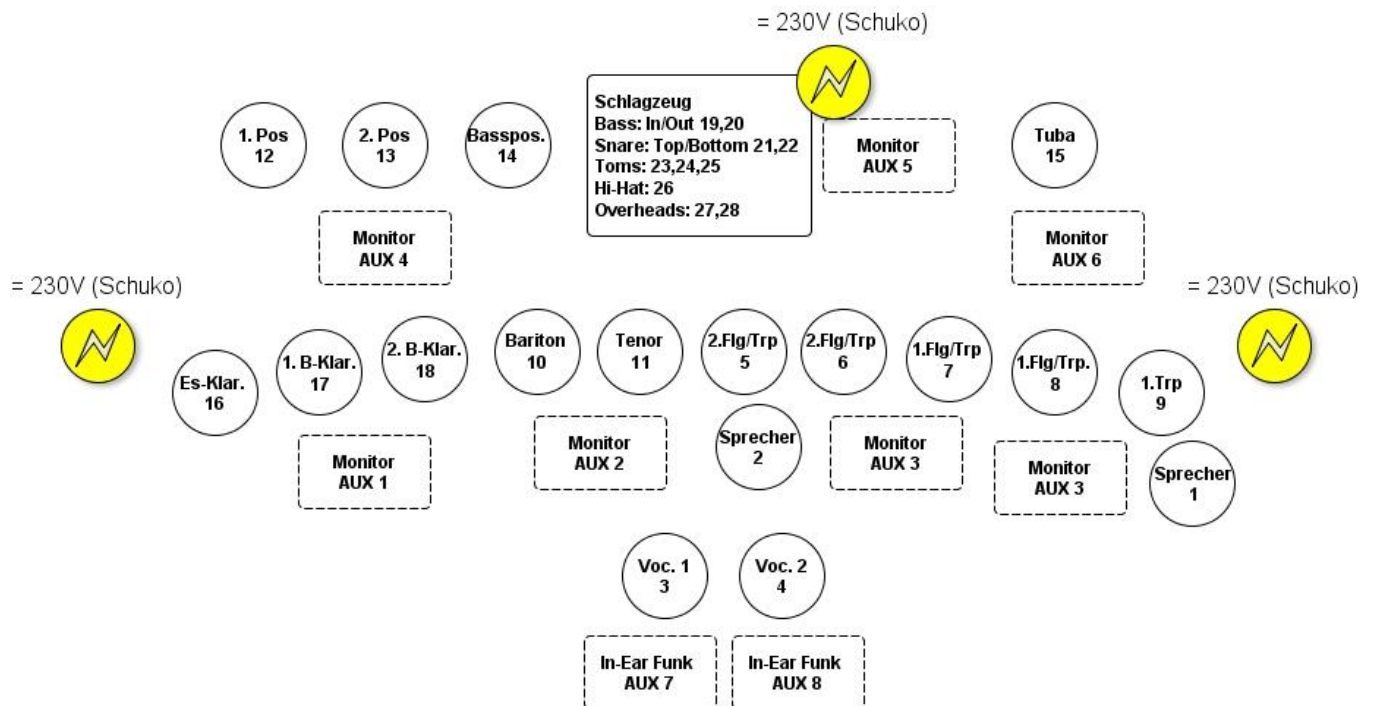 = 230V (Schuko)
1. Pos
12
2. Pos
13
Basspos.
14
Schlagzeug
Bass: In/Out 19,20
Snare: Top/Bottom 21,22
Toms: 23,24,25
Hi-Hat: 26
Overheads: 27,28
Monitor
AUX 5
Tuba
15
Monitor
AUX 4
Monitor
AUX 6
= 230V (Schuko)
= 230V (Schuko)
Es-Klar.
16
1. B-Klar.
17
2. B-Klar.
18
Bariton
10
Tenor
11
2.Flg/Trp
5
2.Flg/Trp
6
1.Flg/Trp
7
1.Flg/Trp.
8
1.Trp
9
Monitor
AUX 1
Monitor
AUX 2
Sprecher
2
Monitor
AUX 3
Monitor
AUX 3
Sprecher
1
Voc. 1
3
Voc. 2
4
In-Ear Funk
AUX 7
In-Ear Funk
AUX 8